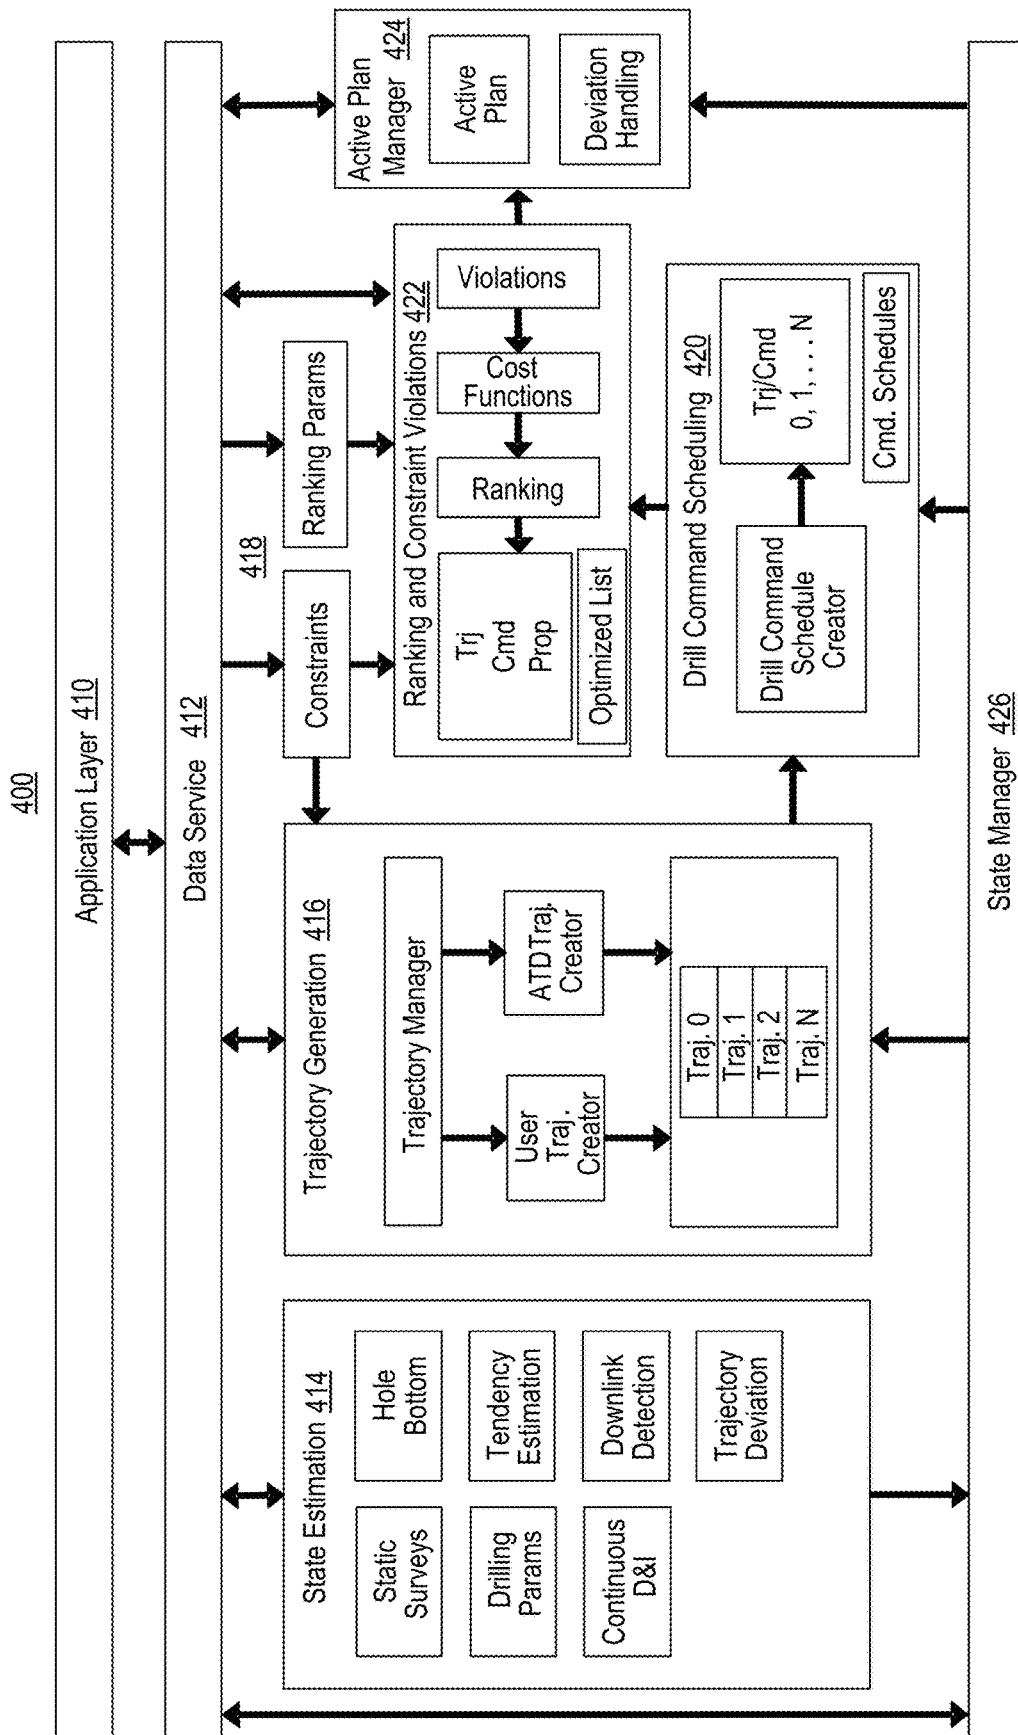 400
Application Layer 410
Data Service 412
State Estimation 414
Static
Surveys
Hole
Bottom
Drilling
Params
Tendency
Estimation
Continuous
D&I
Downlink
Detection
Trajectory
Deviation
Trajectory Generation 416
Trajectory Manager
User
Traj.
Creator
ATDTraj.
Creator
Traj. 0
Traj. 1
Traj. 2
Traj. N
418
Constraints
Ranking Params
Ranking and Constraint Violations 422
Trj
Cmd
Prop
Optimized List
Ranking
Cost
Functions
Violations
Drill Command Scheduling 420
Drill Command
Schedule
Creator
Trj/Cmd
0, 1, . . . . N
Cmd. Schedules
Active Plan
Manager 424
Active
Plan
Deviation
Handling
State Manager 426